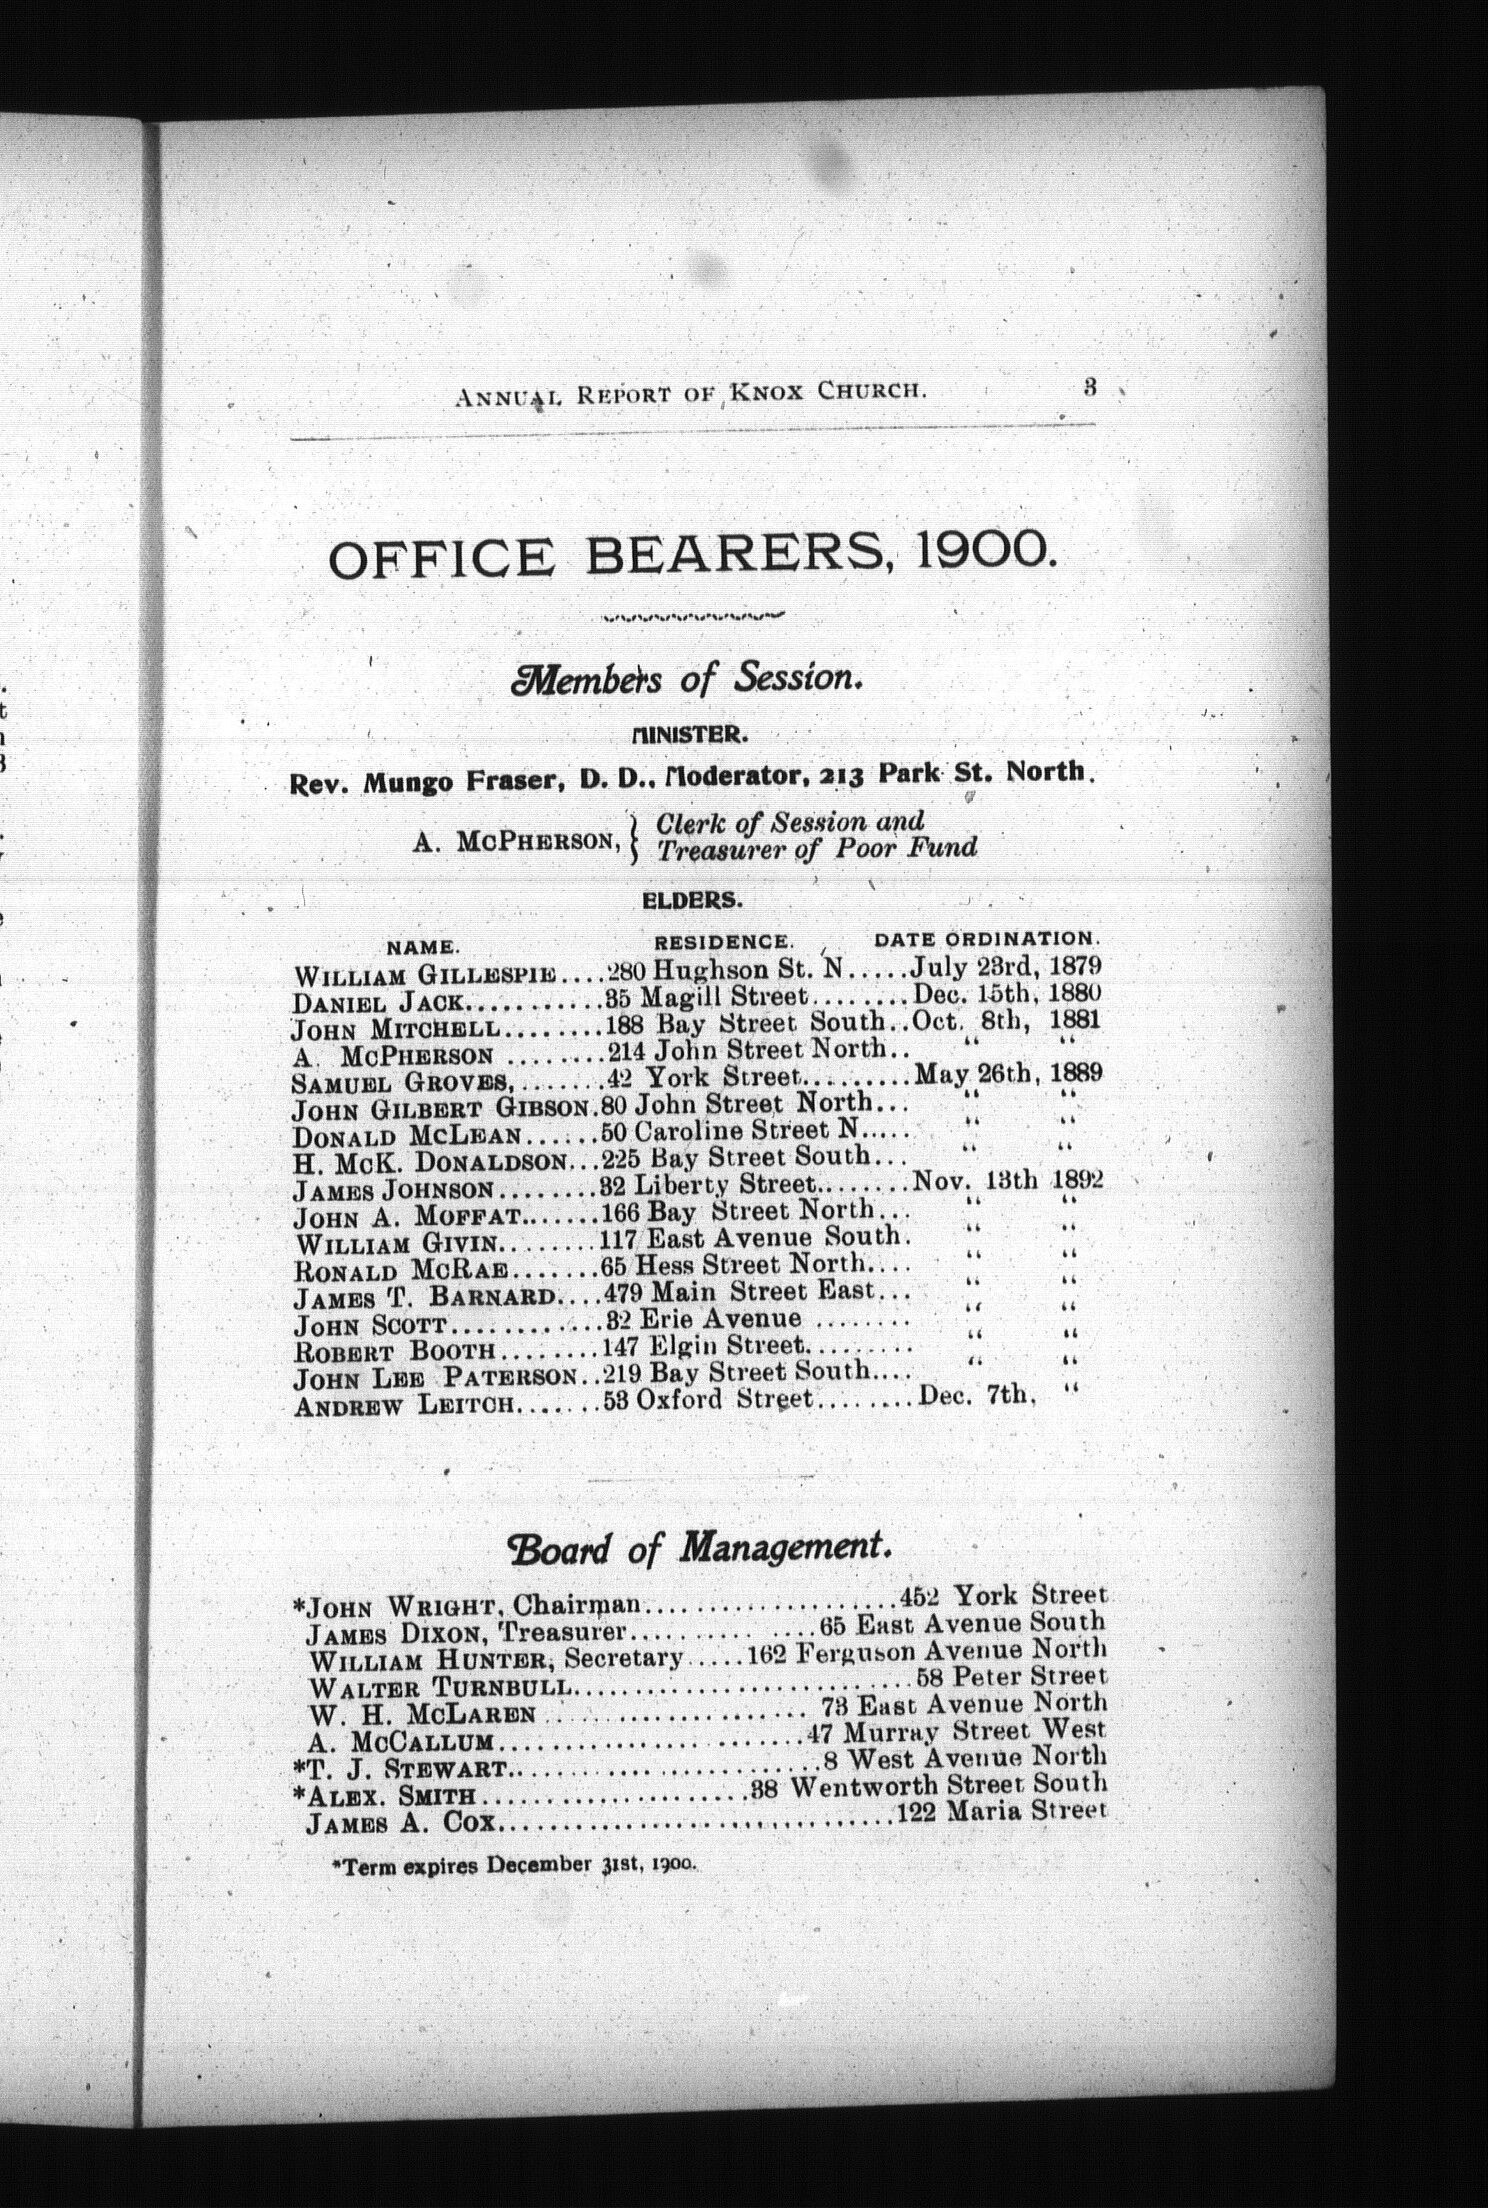 ANNUAL REPORT OF KNOX CHURCH. 3
OFFICE BEARERS, 1900.
Members of Session.
MINISTER.
Rev. Mungo Fraser, D. D., Moderator, 213 Park St. North.
A. MCPHERSON, } Clerk of Session and
Treasurer of Poor Fund
ELDERS.
NAME. RESIDENCE. DATE ORDINATION.
WILLIAM GILLESPIE....280 Hughson St. N.....July 23rd, 1879
DANIEL JACK...........35 Magill Street........Dec. 15th, 1880
JOHN MITCHELL........188 Bay Street South..Oct. 8th, 1881
A. MCPHERSON ........214 John Street North.. “ “
SAMUEL GROVES,.......42 York Street.........May 26th, 1889
JOHN GILBERT GIBSON.80 John Street North... “ “
DONALD MCLEAN......50 Caroline Street N..... “ “
H. MCK. DONALDSON...225 Bay Street South... “ “
JAMES JOHNSON........32 Liberty Street........Nov. 13th 1892
JOHN A. MOFFAT.......166 Bay Street North... “ “
WILLIAM GIVIN........117 East Avenue South. “ “
RONALD MCRAE.......65 Hess Street North.... “ “
JAMES T. BARNARD....479 Main Street East... “ “
JOHN SCOTT............32 Erie Avenue ........ “ “
ROBERT BOOTH........147 Elgin Street......... “ “
JOHN LEE PATERSON..219 Bay Street South.... “ “
ANDREW LEITCH.......53 Oxford Street........Dec. 7th, “
Board of Management.
*JOHN WRIGHT, Chairman....................452 York Street
JAMES DIXON, Treasurer.......... ....65 East Avenue South
WILLIAM HUNTER, Secretary.....162 Ferguson Avenue North
WALTER TURNBULL..........................58 Peter Street
W. H. MCLAREN .................... 73 East Avenue North
A. MCCALLUM.......................47 Murray Street West
*T. J. STEWART........................8 West Avenue North
*ALEX. SMITH.....................38 Wentworth Street South
JAMES A. COX...............................122 Maria Street
*Term expires December 31st, 1900.